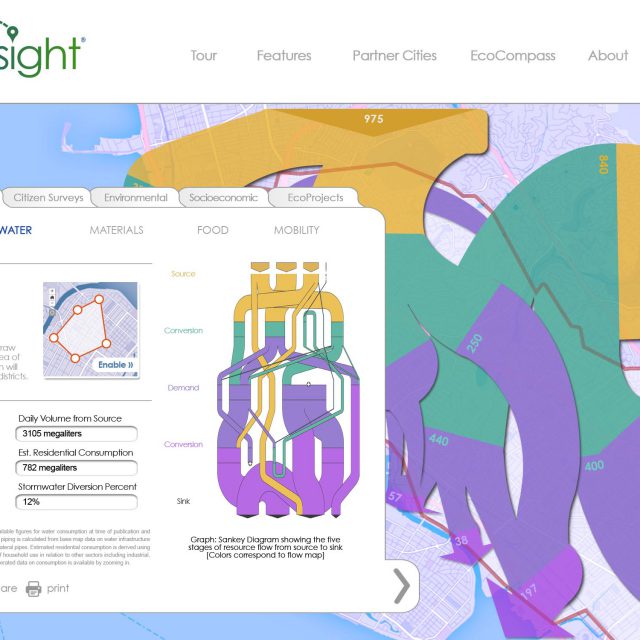 sight®
Tour
Features
Partner Cities
EcoCompass
About
975
840
Citizen Surveys
Environmental
Socioeconomic
EcoProjects
WATER
MATERIALS
FOOD
MOBILITY
Source
Conversion
Demand
Conversion
Sink
raw
ea of
n will
districts.
Enable »
Daily Volume from Source
3105 megaliters
Est. Residential Consumption
782 megaliters
Stormwater Diversion Percent
12%
ilable figures for water consumption at time of publication and
piping is calculated from base map data on water infrastructure
ateral pipes. Estimated residential consumption is derived using
f household use in relation to other sectors including industrial.
erated data on consumption is available by zooming in.
Graph: Sankey Diagram showing the five
stages of resource flow from source to sink
[Colors correspond to flow map]
are
print
250
440
400
57
38
297